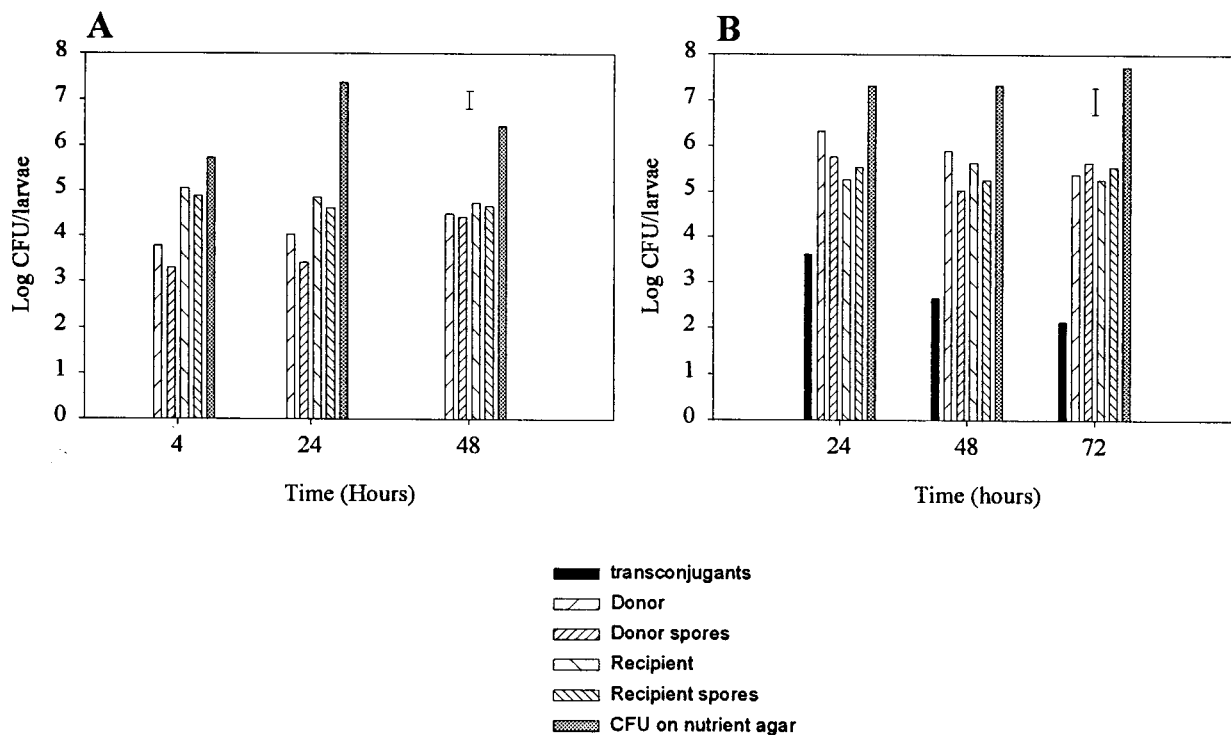 A
8
7
6
5
4
3
2
1
0
Log CFU/larvae
4 24 48
Time (Hours)
B
8
7
6
5
4
3
2
1
0
Log CFU/larvae
24 48 72
Time (hours)
transconjugants
Donor
Donor spores
Recipient
Recipient spores
CFU on nutrient agar